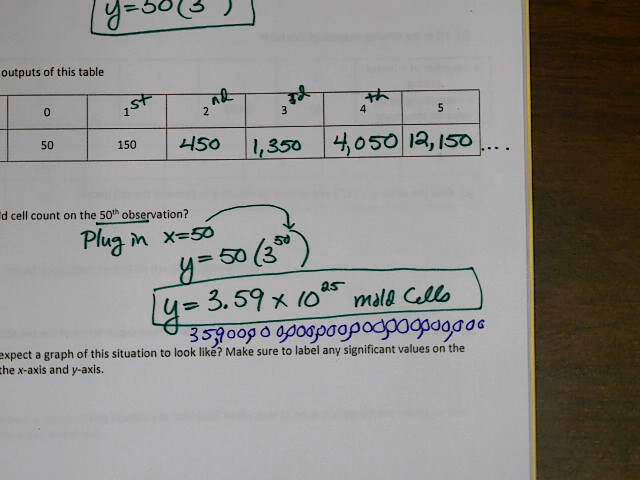 y=50(3 )
outputs of this table
0 1st 2nd 3rd 4th 5
50 150 450 1,350 4,050 12,150 ....
ld cell count on the 50th observation?
Plug in x=50
y=50(3^50)
y=3.59 x 10^25 mold Cells
expect a graph of this situation to look like? Make sure to label any significant values on the
the x-axis and y-axis.